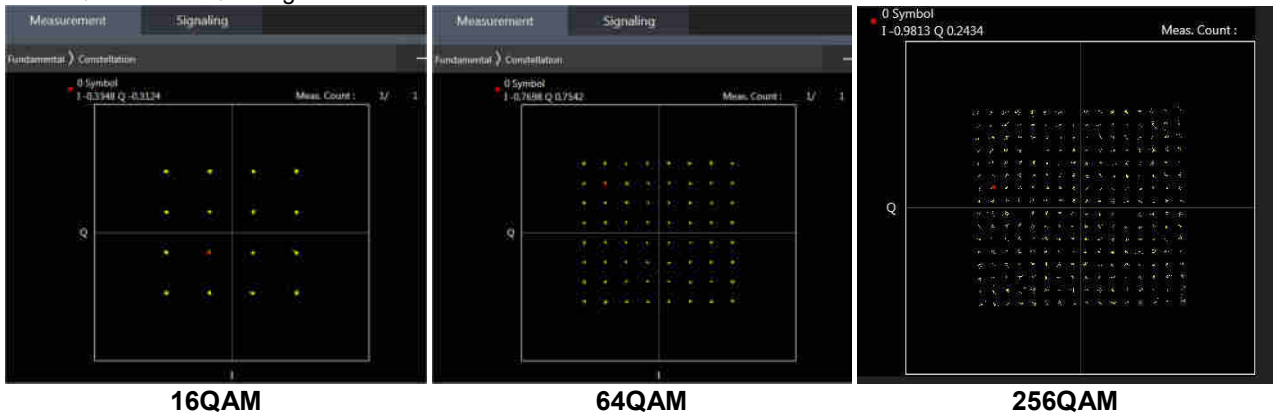 Measurement Signaling
Fundamental 》 Constellation
0 Symbol
I -0.3348 Q -0.3124 Meas. Count : 1/ 1
Q
I
16QAM
Measurement Signaling
Fundamental 》 Constellation
0 Symbol
I -0.7698 Q 0.7542 Meas. Count : 1/ 1
Q
I
64QAM
0 Symbol
I -0.9813 Q 0.2434 Meas. Count :
Q
256QAM